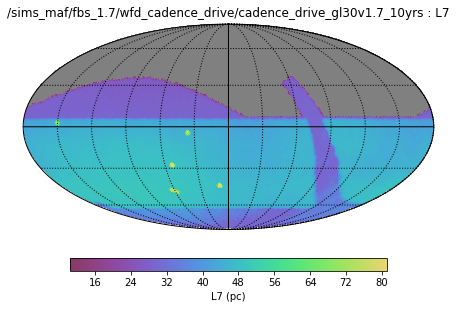 /sims_maf/fbs_1.7/wfd_cadence_drive/cadence_drive_gl30v1.7_10yrs : L7
16 24 32 40 48 56 64 72 80
L7 (pc)